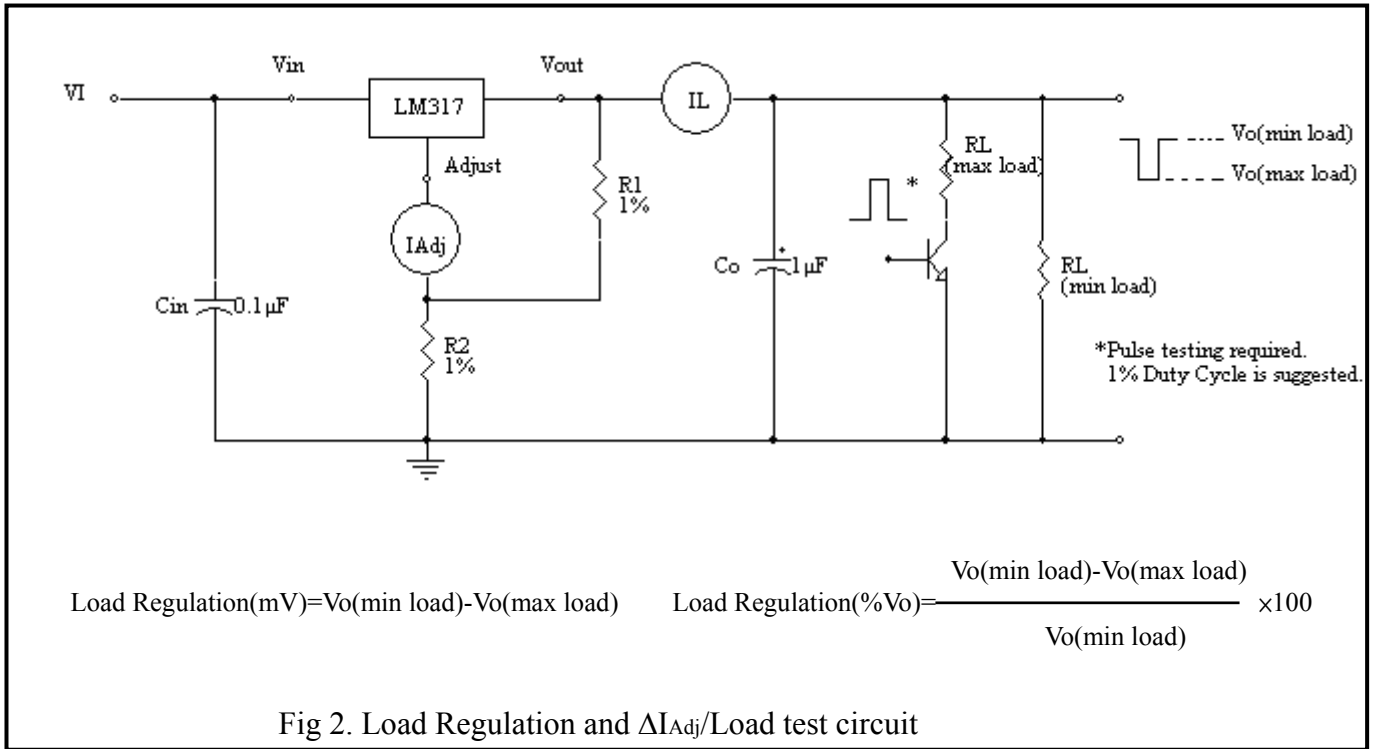 Vin
Vout
VI
LM317
IL
Adjust
IAdj
R1
1%
R2
1%
Cin
0.1µF
Co
1µF
*
RL
(max load)
RL
(min load)
Vo(min load)
Vo(max load)
*Pulse testing required.
1% Duty Cycle is suggested.
Load Regulation(mV)=Vo(min load)-Vo(max load)
Load Regulation(%Vo)=
Vo(min load)-Vo(max load)
Vo(min load)
×100
Fig 2. Load Regulation and ΔIAdj/Load test circuit